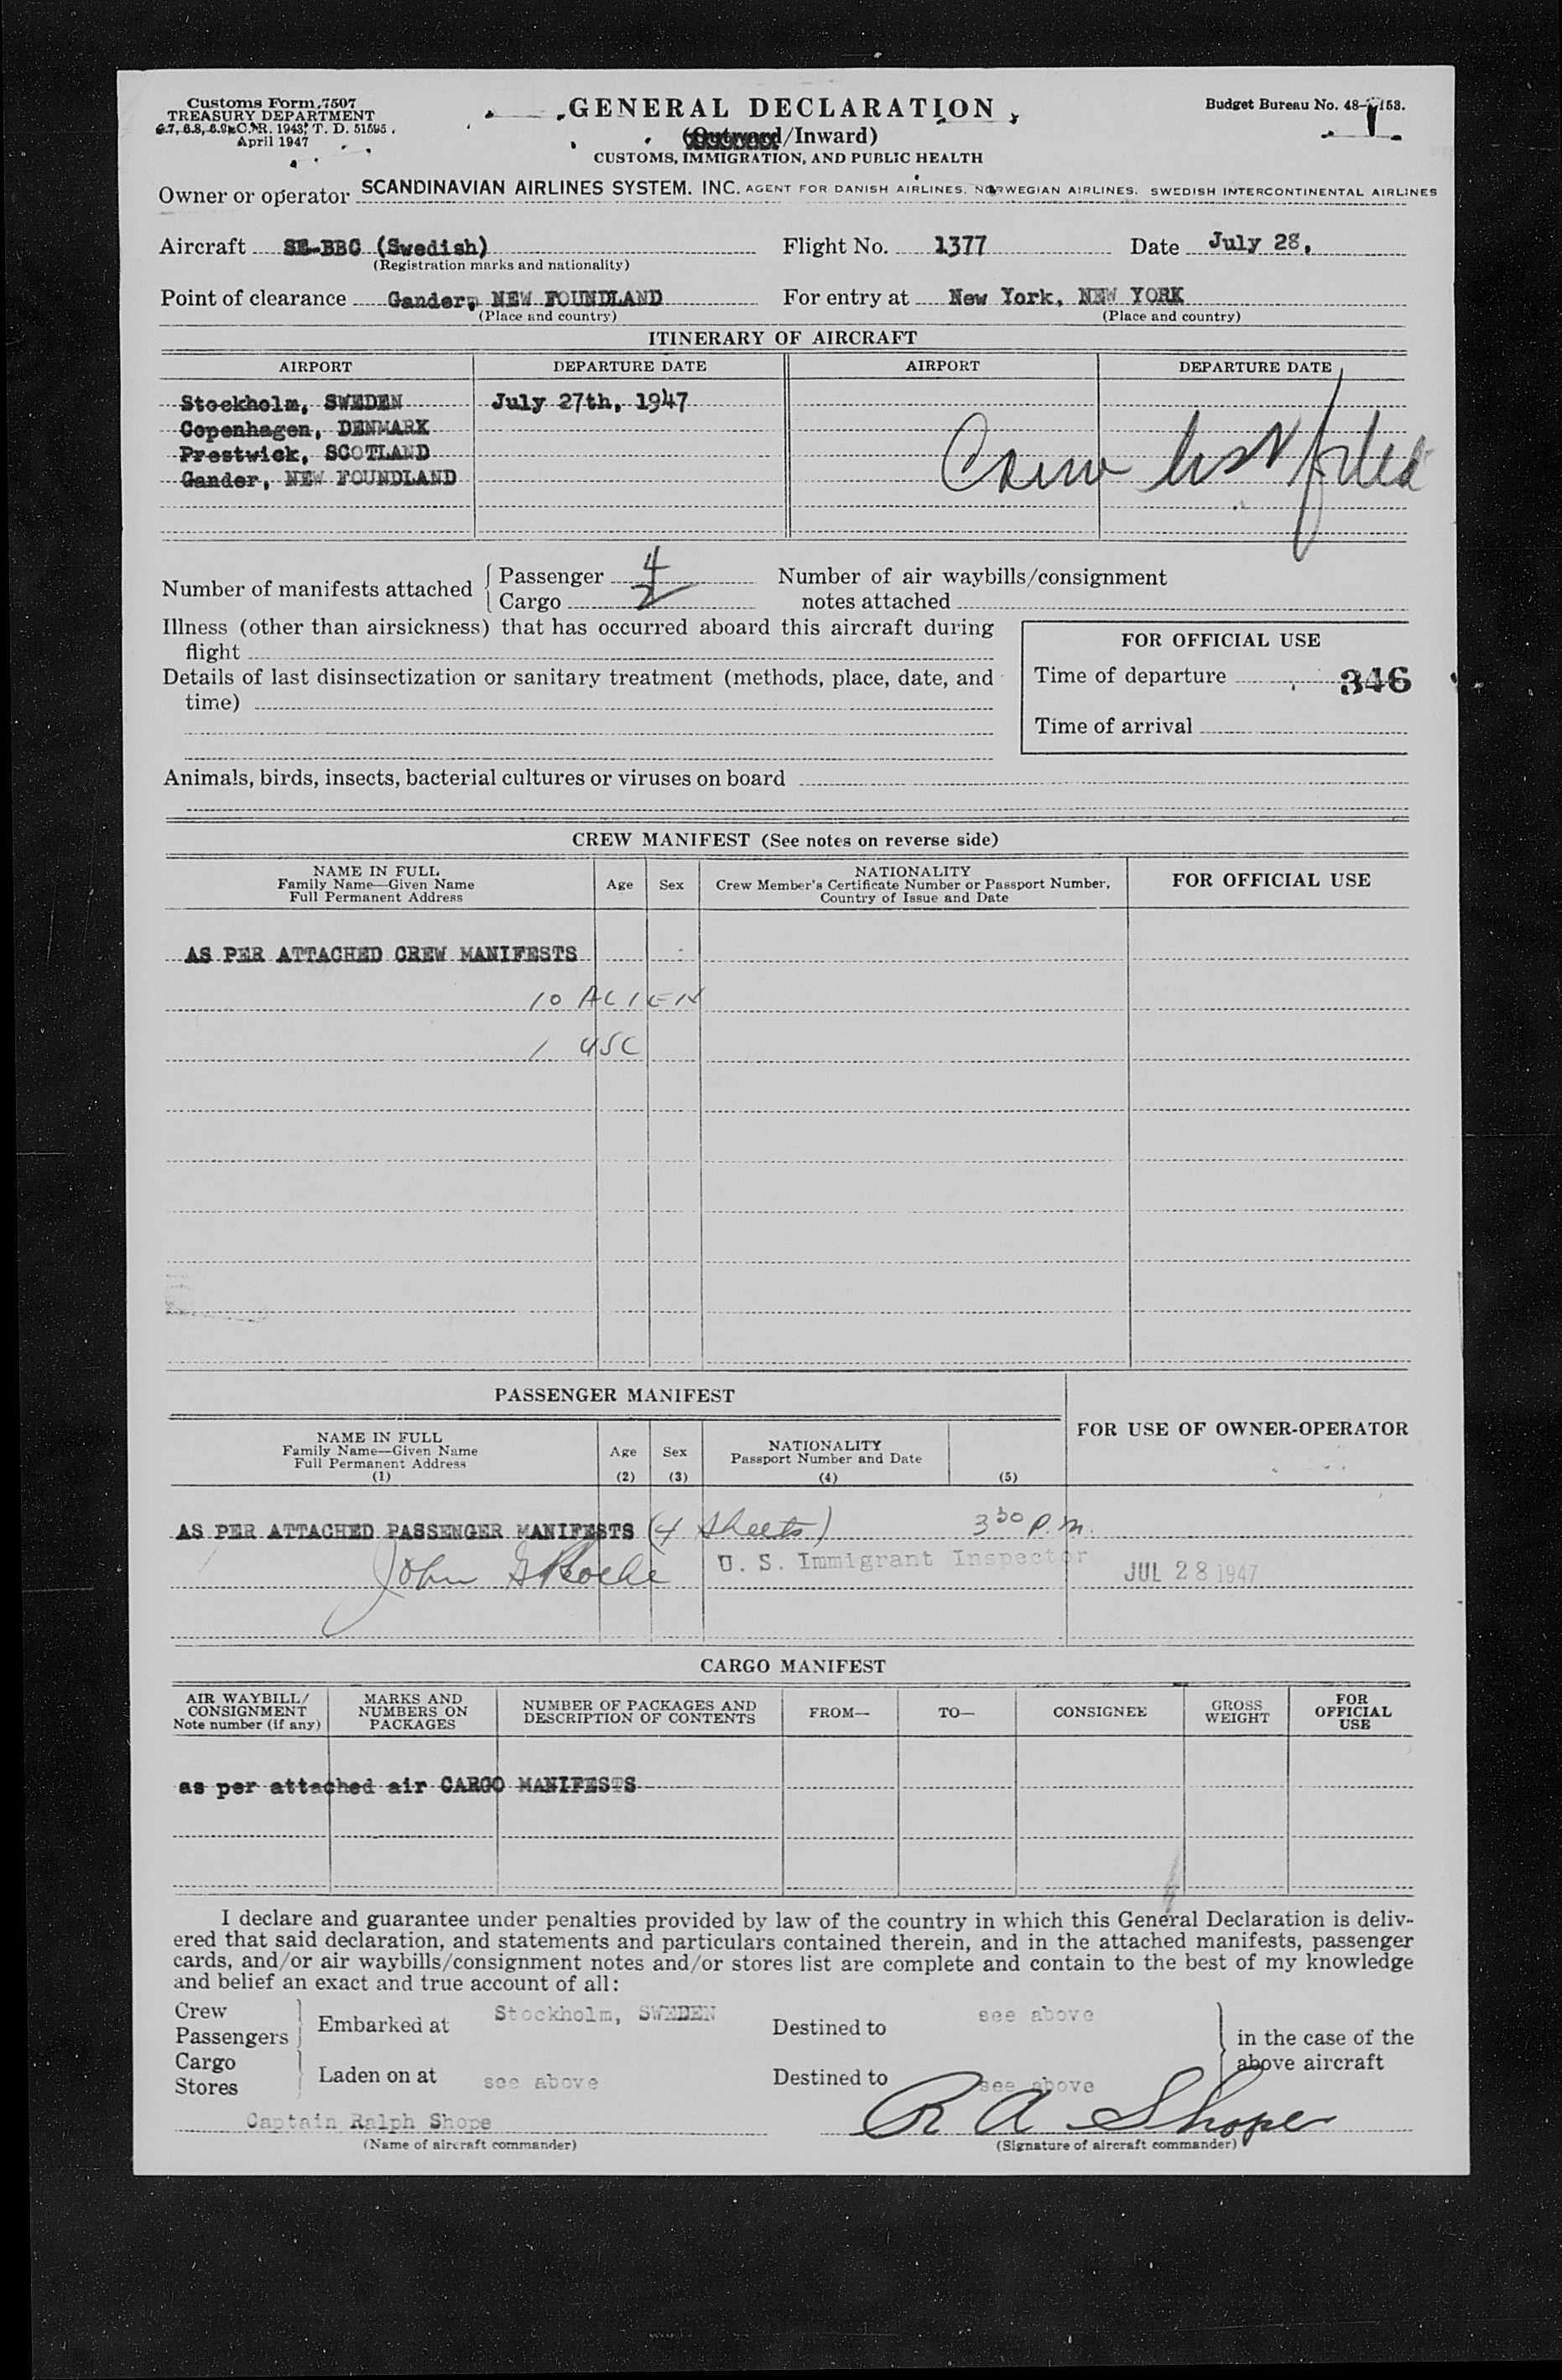 Customs Form 7507
TREASURY DEPARTMENT
6.7, 6.8, 6.9, C.R. 1943; T. D. 51595
April 1947
GENERAL DECLARATION
(Outward/Inward)
CUSTOMS, IMMIGRATION, AND PUBLIC HEALTH
Budget Bureau No. 48- 153.
1
Owner or operator SCANDINAVIAN AIRLINES SYSTEM. INC. AGENT FOR DANISH AIRLINES. NORWEGIAN AIRLINES. SWEDISH INTERCONTINENTAL AIRLINES
Aircraft SE-BBC (Swedish) Flight No. 1377 Date July 28,
(Registration marks and nationality)
Point of clearance Gander, NEW FOUNDLAND For entry at New York, NEW YORK
(Place and country) (Place and country)
ITINERARY OF AIRCRAFT
AIRPORT DEPARTURE DATE AIRPORT DEPARTURE DATE
Stockholm, SWEDEN July 27th, 1947
Copenhagen, DENMARK
Prestwick, SCOTLAND
Gander, NEW FOUNDLAND
Crew list filed
Number of manifests attached { Passenger 4 Number of air waybills/consignment
Cargo 2 notes attached
Illness (other than airsickness) that has occurred aboard this aircraft during
flight
Details of last disinsectization or sanitary treatment (methods, place, date, and
time)
FOR OFFICIAL USE
Time of departure 346
Time of arrival
Animals, birds, insects, bacterial cultures or viruses on board
CREW MANIFEST (See notes on reverse side)
NAME IN FULL
Family Name—Given Name
Full Permanent Address
Age
Sex
NATIONALITY
Crew Member's Certificate Number or Passport Number,
Country of Issue and Date
FOR OFFICIAL USE
AS PER ATTACHED CREW MANIFESTS
10 ALIEN
1 USC
PASSENGER MANIFEST
FOR USE OF OWNER-OPERATOR
NAME IN FULL
Family Name—Given Name
Full Permanent Address
(1)
Age
(2)
Sex
(3)
NATIONALITY
Passport Number and Date
(4)
(5)
AS PER ATTACHED PASSENGER MANIFESTS (4 sheets) 3 30 P.M.
John G Roche U. S. Immigrant Inspector JUL 28 1947
CARGO MANIFEST
AIR WAYBILL/
CONSIGNMENT
Note number (if any)
MARKS AND
NUMBERS ON
PACKAGES
NUMBER OF PACKAGES AND
DESCRIPTION OF CONTENTS
FROM—
TO—
CONSIGNEE
GROSS
WEIGHT
FOR
OFFICIAL
USE
as per attached air CARGO MANIFESTS
I declare and guarantee under penalties provided by law of the country in which this General Declaration is deliv-
ered that said declaration, and statements and particulars contained therein, and in the attached manifests, passenger
cards, and/or air waybills/consignment notes and/or stores list are complete and contain to the best of my knowledge
and belief an exact and true account of all:
Crew
Passengers } Embarked at Stockholm, SWEDEN Destined to see above
Cargo
Stores } Laden on at see above Destined to see above
} in the case of the
above aircraft
Captain Ralph Shope R A Shope
(Name of aircraft commander) (Signature of aircraft commander)